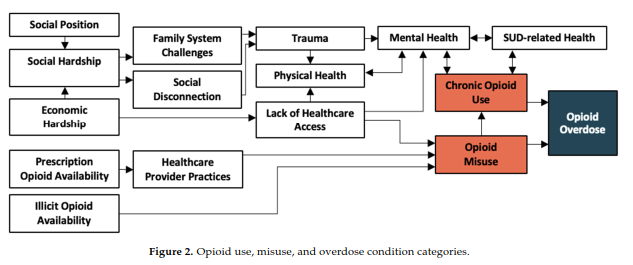 Social Position
Social Hardship
Economic
Hardship
Prescription
Opioid Availability
Illicit Opioid
Availability
Family System
Challenges
Social
Disconnection
Healthcare
Provider Practices
Trauma
Physical Health
Lack of Healthcare
Access
Mental Health
SUD-related Health
Chronic Opioid
Use
Opioid
Misuse
Opioid
Overdose
Figure 2. Opioid use, misuse, and overdose condition categories.